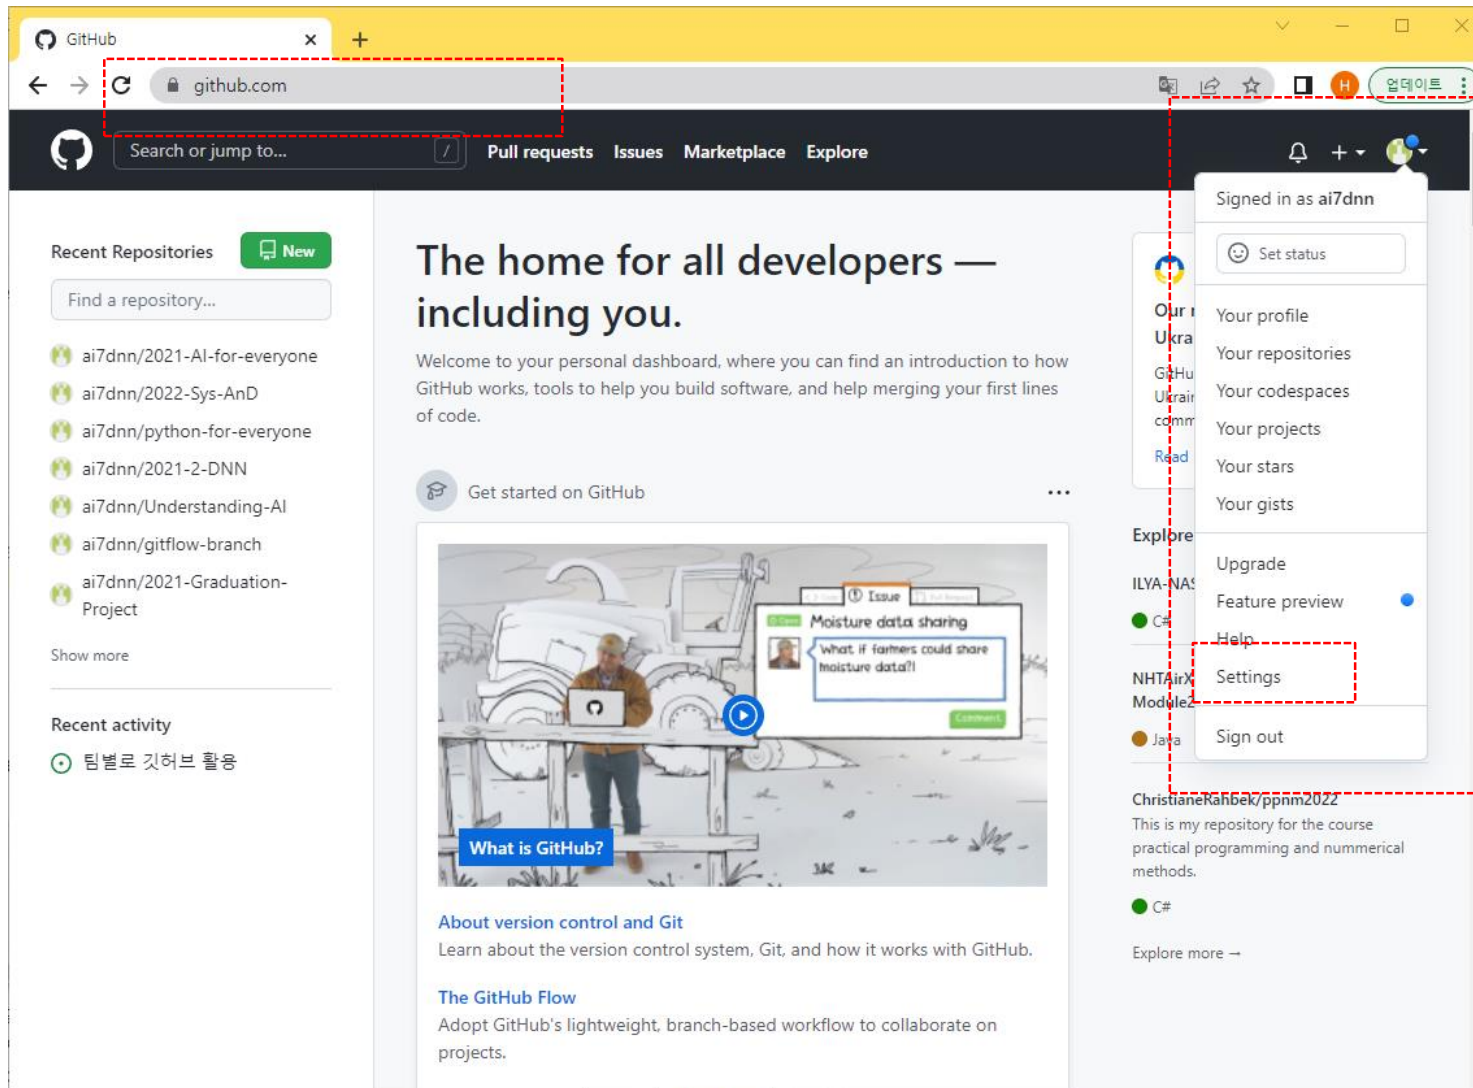 GitHub
github.com
H
업데이트
Search or jump to...
/
Pull requests Issues Marketplace Explore
Signed in as ai7dnn
Set status
Your profile
Your repositories
Your codespaces
Your projects
Your stars
Your gists
Upgrade
Feature preview
Help
Settings
Sign out
Recent Repositories
New
Find a repository...
ai7dnn/2021-AI-for-everyone
ai7dnn/2022-Sys-AnD
ai7dnn/python-for-everyone
ai7dnn/2021-2-DNN
ai7dnn/Understanding-AI
ai7dnn/gitflow-branch
ai7dnn/2021-Graduation-
Project
Show more
Recent activity
팀별로 깃허브 활용
The home for all developers —
including you.
Welcome to your personal dashboard, where you can find an introduction to how
GitHub works, tools to help you build software, and help merging your first lines
of code.
Get started on GitHub
Issue
Moisture data sharing
What if farmers could share
moisture data?!
Comment
What is GitHub?
About version control and Git
Learn about the version control system, Git, and how it works with GitHub.
The GitHub Flow
Adopt GitHub's lightweight, branch-based workflow to collaborate on
projects.
Our
Read
Explore
C#
Java
ChristianeRahbek/ppnm2022
This is my repository for the course
practical programming and nummerical
methods.
C#
Explore more →